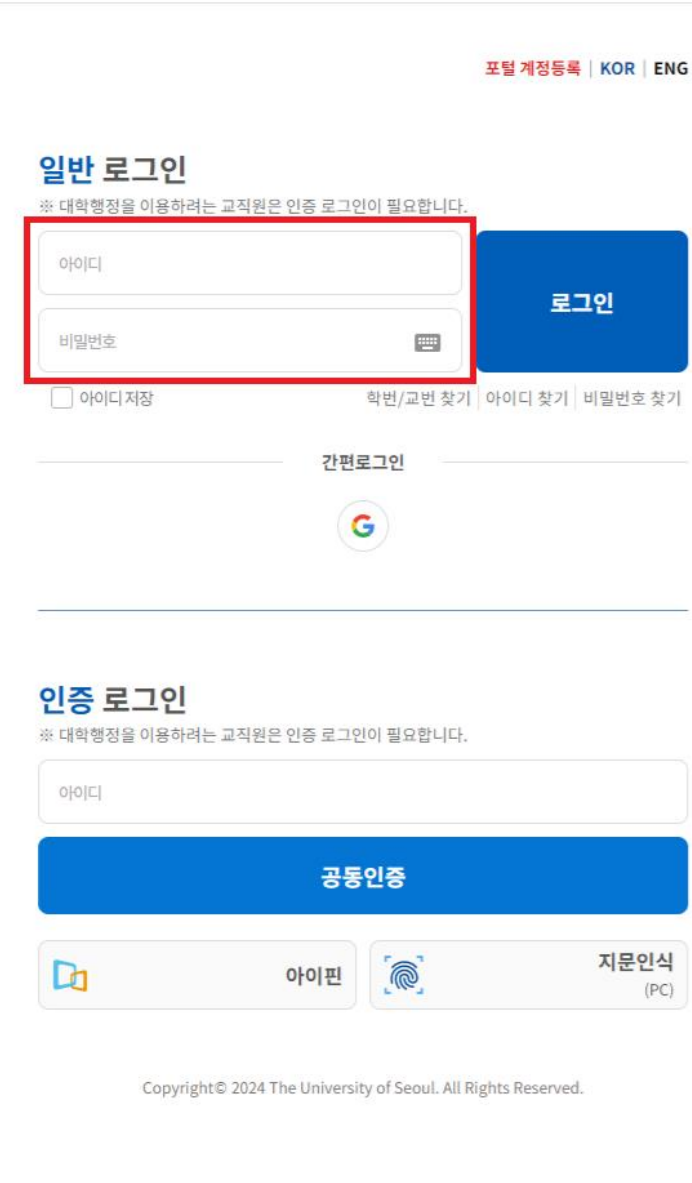 포털 계정등록 | KOR | ENG
일반 로그인
※ 대학행정을 이용하려는 교직원은 인증 로그인이 필요합니다.
아이디
로그인
비밀번호
아이디저장
학번/교번 찾기 | 아이디 찾기 | 비밀번호 찾기
간편로그인
G
인증 로그인
※ 대학행정을 이용하려는 교직원은 인증 로그인이 필요합니다.
아이디
공동인증
아이핀
지문인식
(PC)
Copyright© 2024 The University of Seoul. All Rights Reserved.